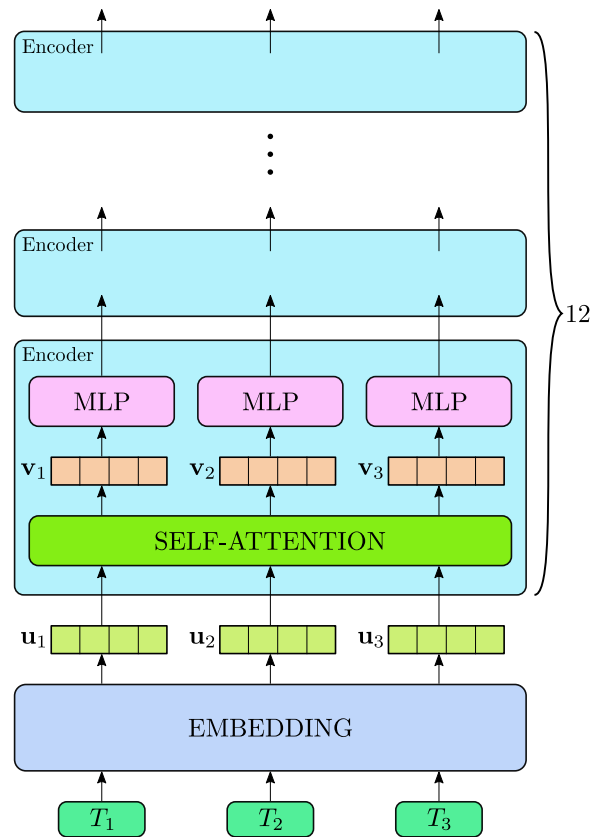 Encoder
Encoder
12
Encoder
MLP MLP MLP
v₁ v₂ v₃
SELF-ATTENTION
u₁ u₂ u₃
EMBEDDING
T₁ T₂ T₃